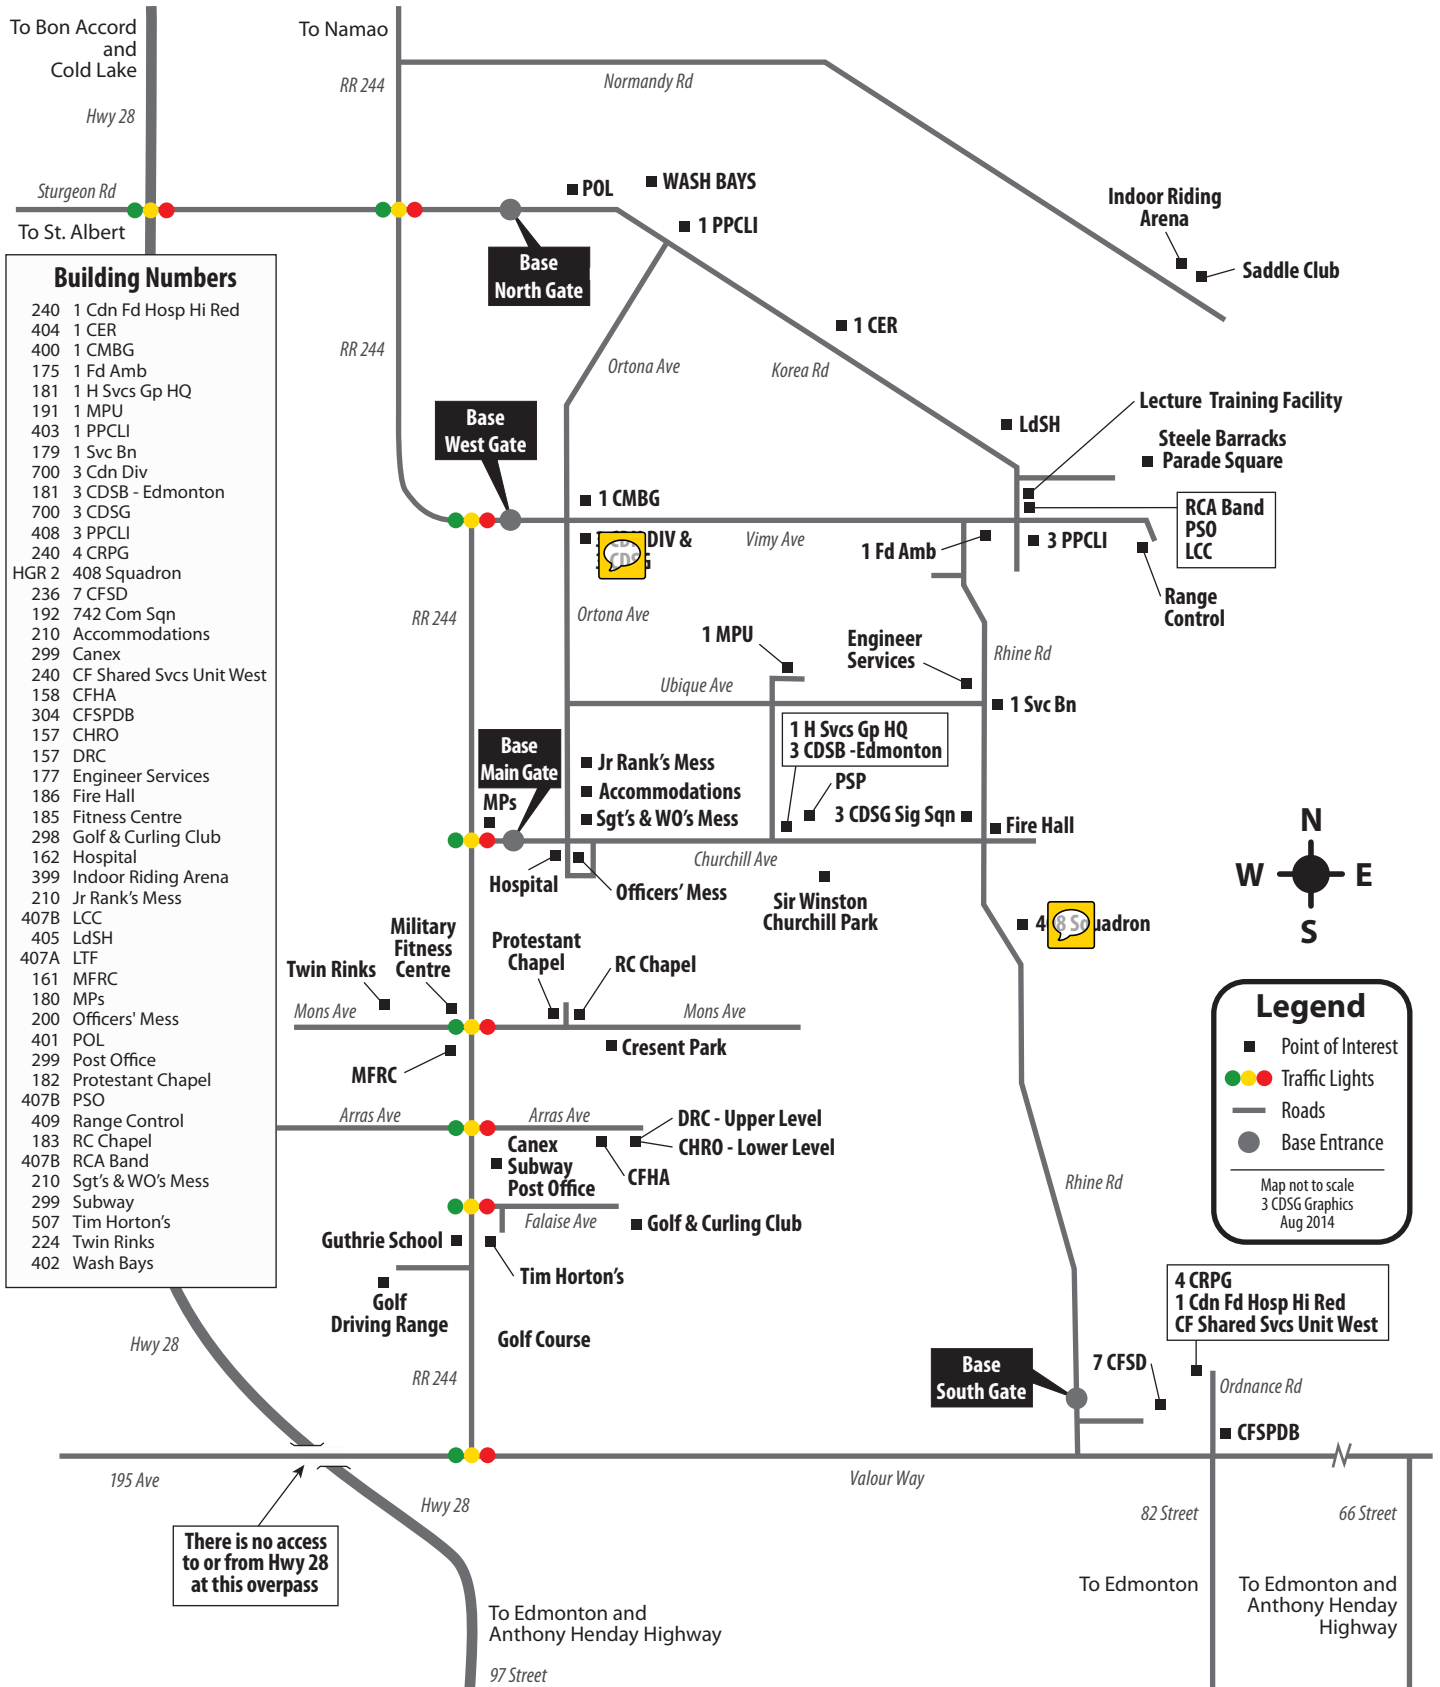 To Bon Accord
and
Cold Lake
Hwy 28
To Namao
RR 244
Normandy Rd
Sturgeon Rd
To St. Albert
POL
WASH BAYS
1 PPCLI
Indoor Riding
Arena
Saddle Club
Base
North Gate
RR 244
Ortona Ave
1 CER
Korea Rd
Building Numbers
240 1 Cdn Fd Hosp Hi Red
404 1 CER
400 1 CMBG
175 1 Fd Amb
181 1 H Svcs Gp HQ
191 1 MPU
403 1 PPCLI
179 1 Svc Bn
700 3 Cdn Div
181 3 CDSB - Edmonton
700 3 CDSG
408 3 PPCLI
240 4 CRPG
HGR 2 408 Squadron
236 7 CFSD
192 742 Com Sqn
210 Accommodations
299 Canex
240 CF Shared Svcs Unit West
158 CFHA
304 CFSPDB
157 CHRO
157 DRC
177 Engineer Services
186 Fire Hall
185 Fitness Centre
298 Golf & Curling Club
162 Hospital
399 Indoor Riding Arena
210 Jr Rank's Mess
407B LCC
405 LdSH
407A LTF
161 MFRC
180 MPs
200 Officers' Mess
401 POL
299 Post Office
182 Protestant Chapel
407B PSO
409 Range Control
183 RC Chapel
407B RCA Band
210 Sgt's & WO's Mess
299 Subway
507 Tim Horton's
224 Twin Rinks
402 Wash Bays
Base
West Gate
Lecture Training Facility
LdSH
Steele Barracks
Parade Square
1 CMBG
RCA Band
PSO
LCC
DIV &
Vimy Ave
1 Fd Amb
3 PPCLI
Range
Control
RR 244
Ortona Ave
1 MPU
Engineer
Services
Rhine Rd
Ubique Ave
1 Svc Bn
Base
Main Gate
1 H Svcs Gp HQ
3 CDSB -Edmonton
Jr Rank's Mess
Accommodations
Sgt's & WO's Mess
PSP
MPs
3 CDSG Sig Sqn
Fire Hall
Churchill Ave
Hospital
Officers' Mess
Sir Winston
Churchill Park
N
W E
S
Military
Fitness
Centre
Protestant
Chapel
RC Chapel
Twin Rinks
408 Squadron
Mons Ave
Mons Ave
Cresent Park
MFRC
Legend
Point of Interest
Traffic Lights
Roads
Base Entrance
Map not to scale
3 CDSG Graphics
Aug 2014
Arras Ave
Arras Ave
DRC - Upper Level
CHRO - Lower Level
Canex
Subway
Post Office
CFHA
Rhine Rd
Falaise Ave
Golf & Curling Club
Guthrie School
Tim Horton's
Golf
Driving Range
Golf Course
RR 244
Hwy 28
4 CRPG
1 Cdn Fd Hosp Hi Red
CF Shared Svcs Unit West
Base
South Gate
7 CFSD
Ordnance Rd
CFSPDB
195 Ave
Valour Way
Hwy 28
82 Street
66 Street
There is no access
to or from Hwy 28
at this overpass
To Edmonton
To Edmonton and
Anthony Henday
Highway
To Edmonton and
Anthony Henday Highway
97 Street